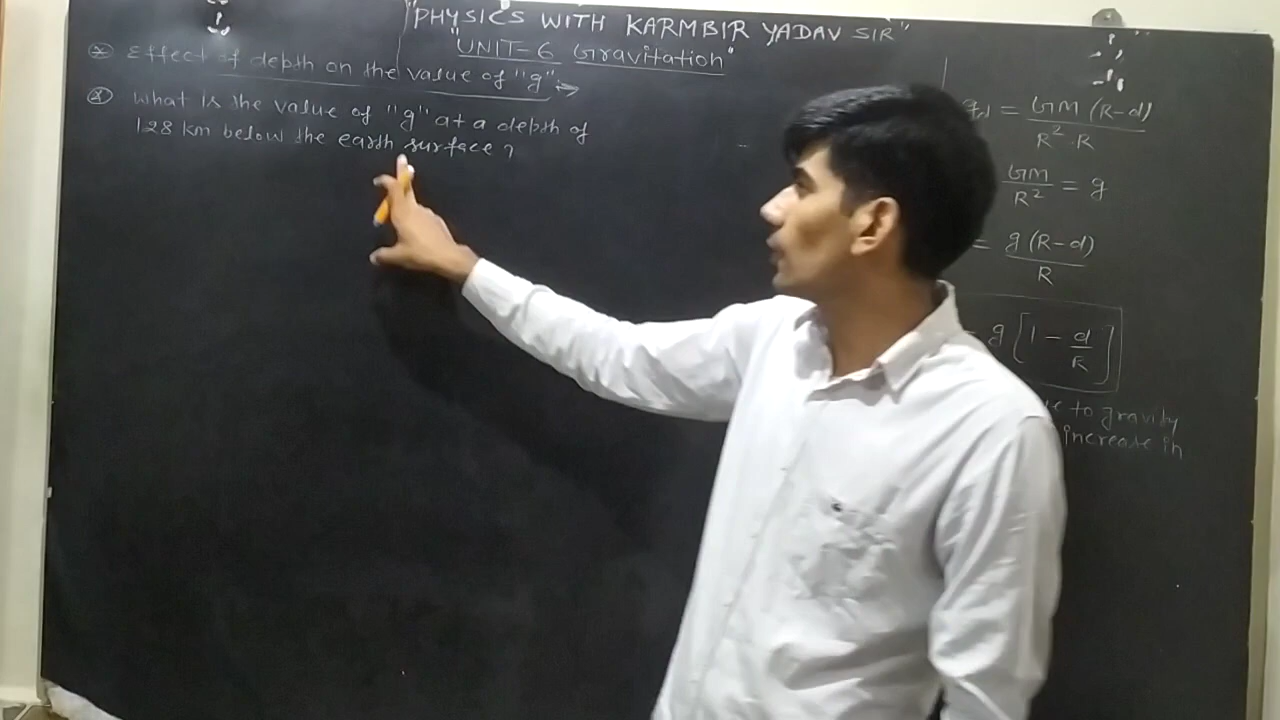 "PHYSICS WITH KARMBIR YADAV SIR"
"UNIT-6 Gravitation"
Effect of depth on the value of "g"
What is the value of "g" at a depth of
128 km below the earth surface ?
gd = GM (R-d)
R² . R
GM
R² = g
= g (R-d)
R
= g [1 - d/R]
to gravity
increase in